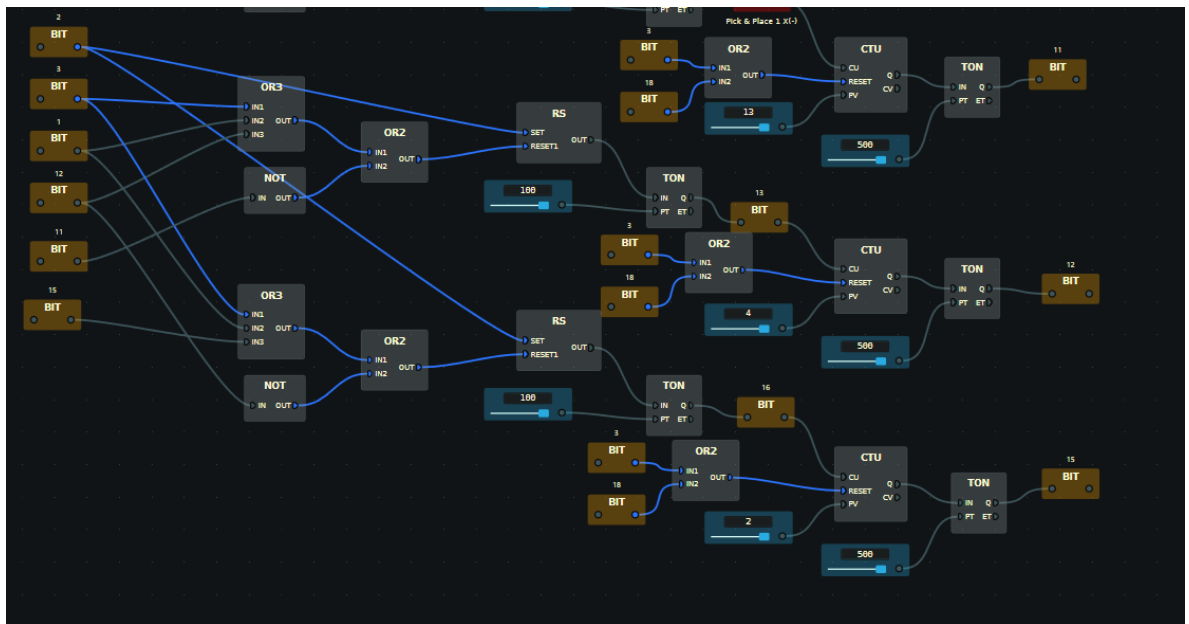 PT ET
Pick & Place 1 X(-)
2
BIT
3
BIT
1
BIT
12
BIT
11
BIT
15
BIT
OR3
IN1
IN2 OUT
IN3
NOT
IN OUT
OR2
IN1
OUT
IN2
RS
SET
OUT
RESET1
100
TON
IN Q
PT ET
3
BIT
18
BIT
OR2
IN1
OUT
IN2
13
CTU
CU Q
RESET CV
PV
500
TON
IN Q
PT ET
11
BIT
13
BIT
3
BIT
18
BIT
OR2
IN1
OUT
IN2
4
CTU
CU Q
RESET CV
PV
500
TON
IN Q
PT ET
12
BIT
OR3
IN1
IN2 OUT
IN3
NOT
IN OUT
OR2
IN1
OUT
IN2
RS
SET
OUT
RESET1
100
TON
IN Q
PT ET
16
BIT
3
BIT
18
BIT
OR2
IN1
OUT
IN2
2
CTU
CU Q
RESET CV
PV
500
TON
IN Q
PT ET
15
BIT